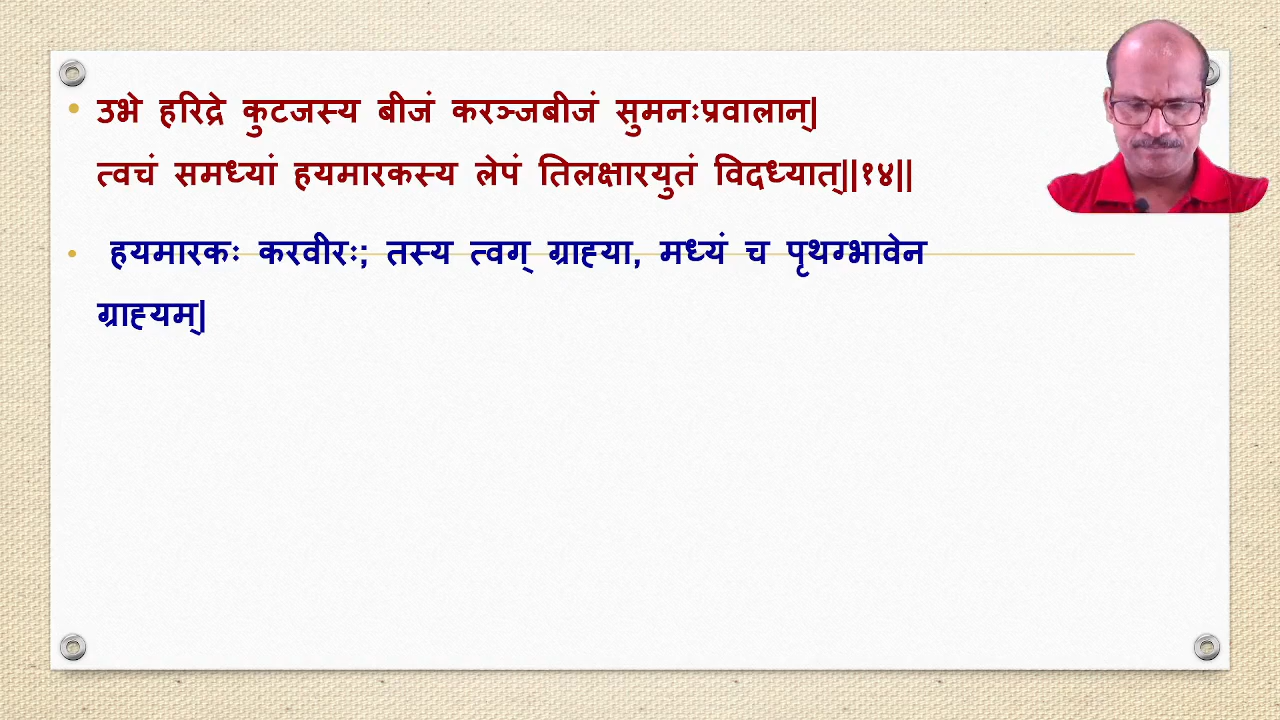 उभे हरिद्रे कुटजस्य बीजं करञ्जबीजं सुमनःप्रवालान्|
त्वचं समध्यां हयमारकस्य लेपं तिलक्षारयुतं विदध्यात्||१४||
हयमारकः करवीरः; तस्य त्वग् ग्राह्या, मध्यं च पृथग्भावेन
ग्राह्यम्|